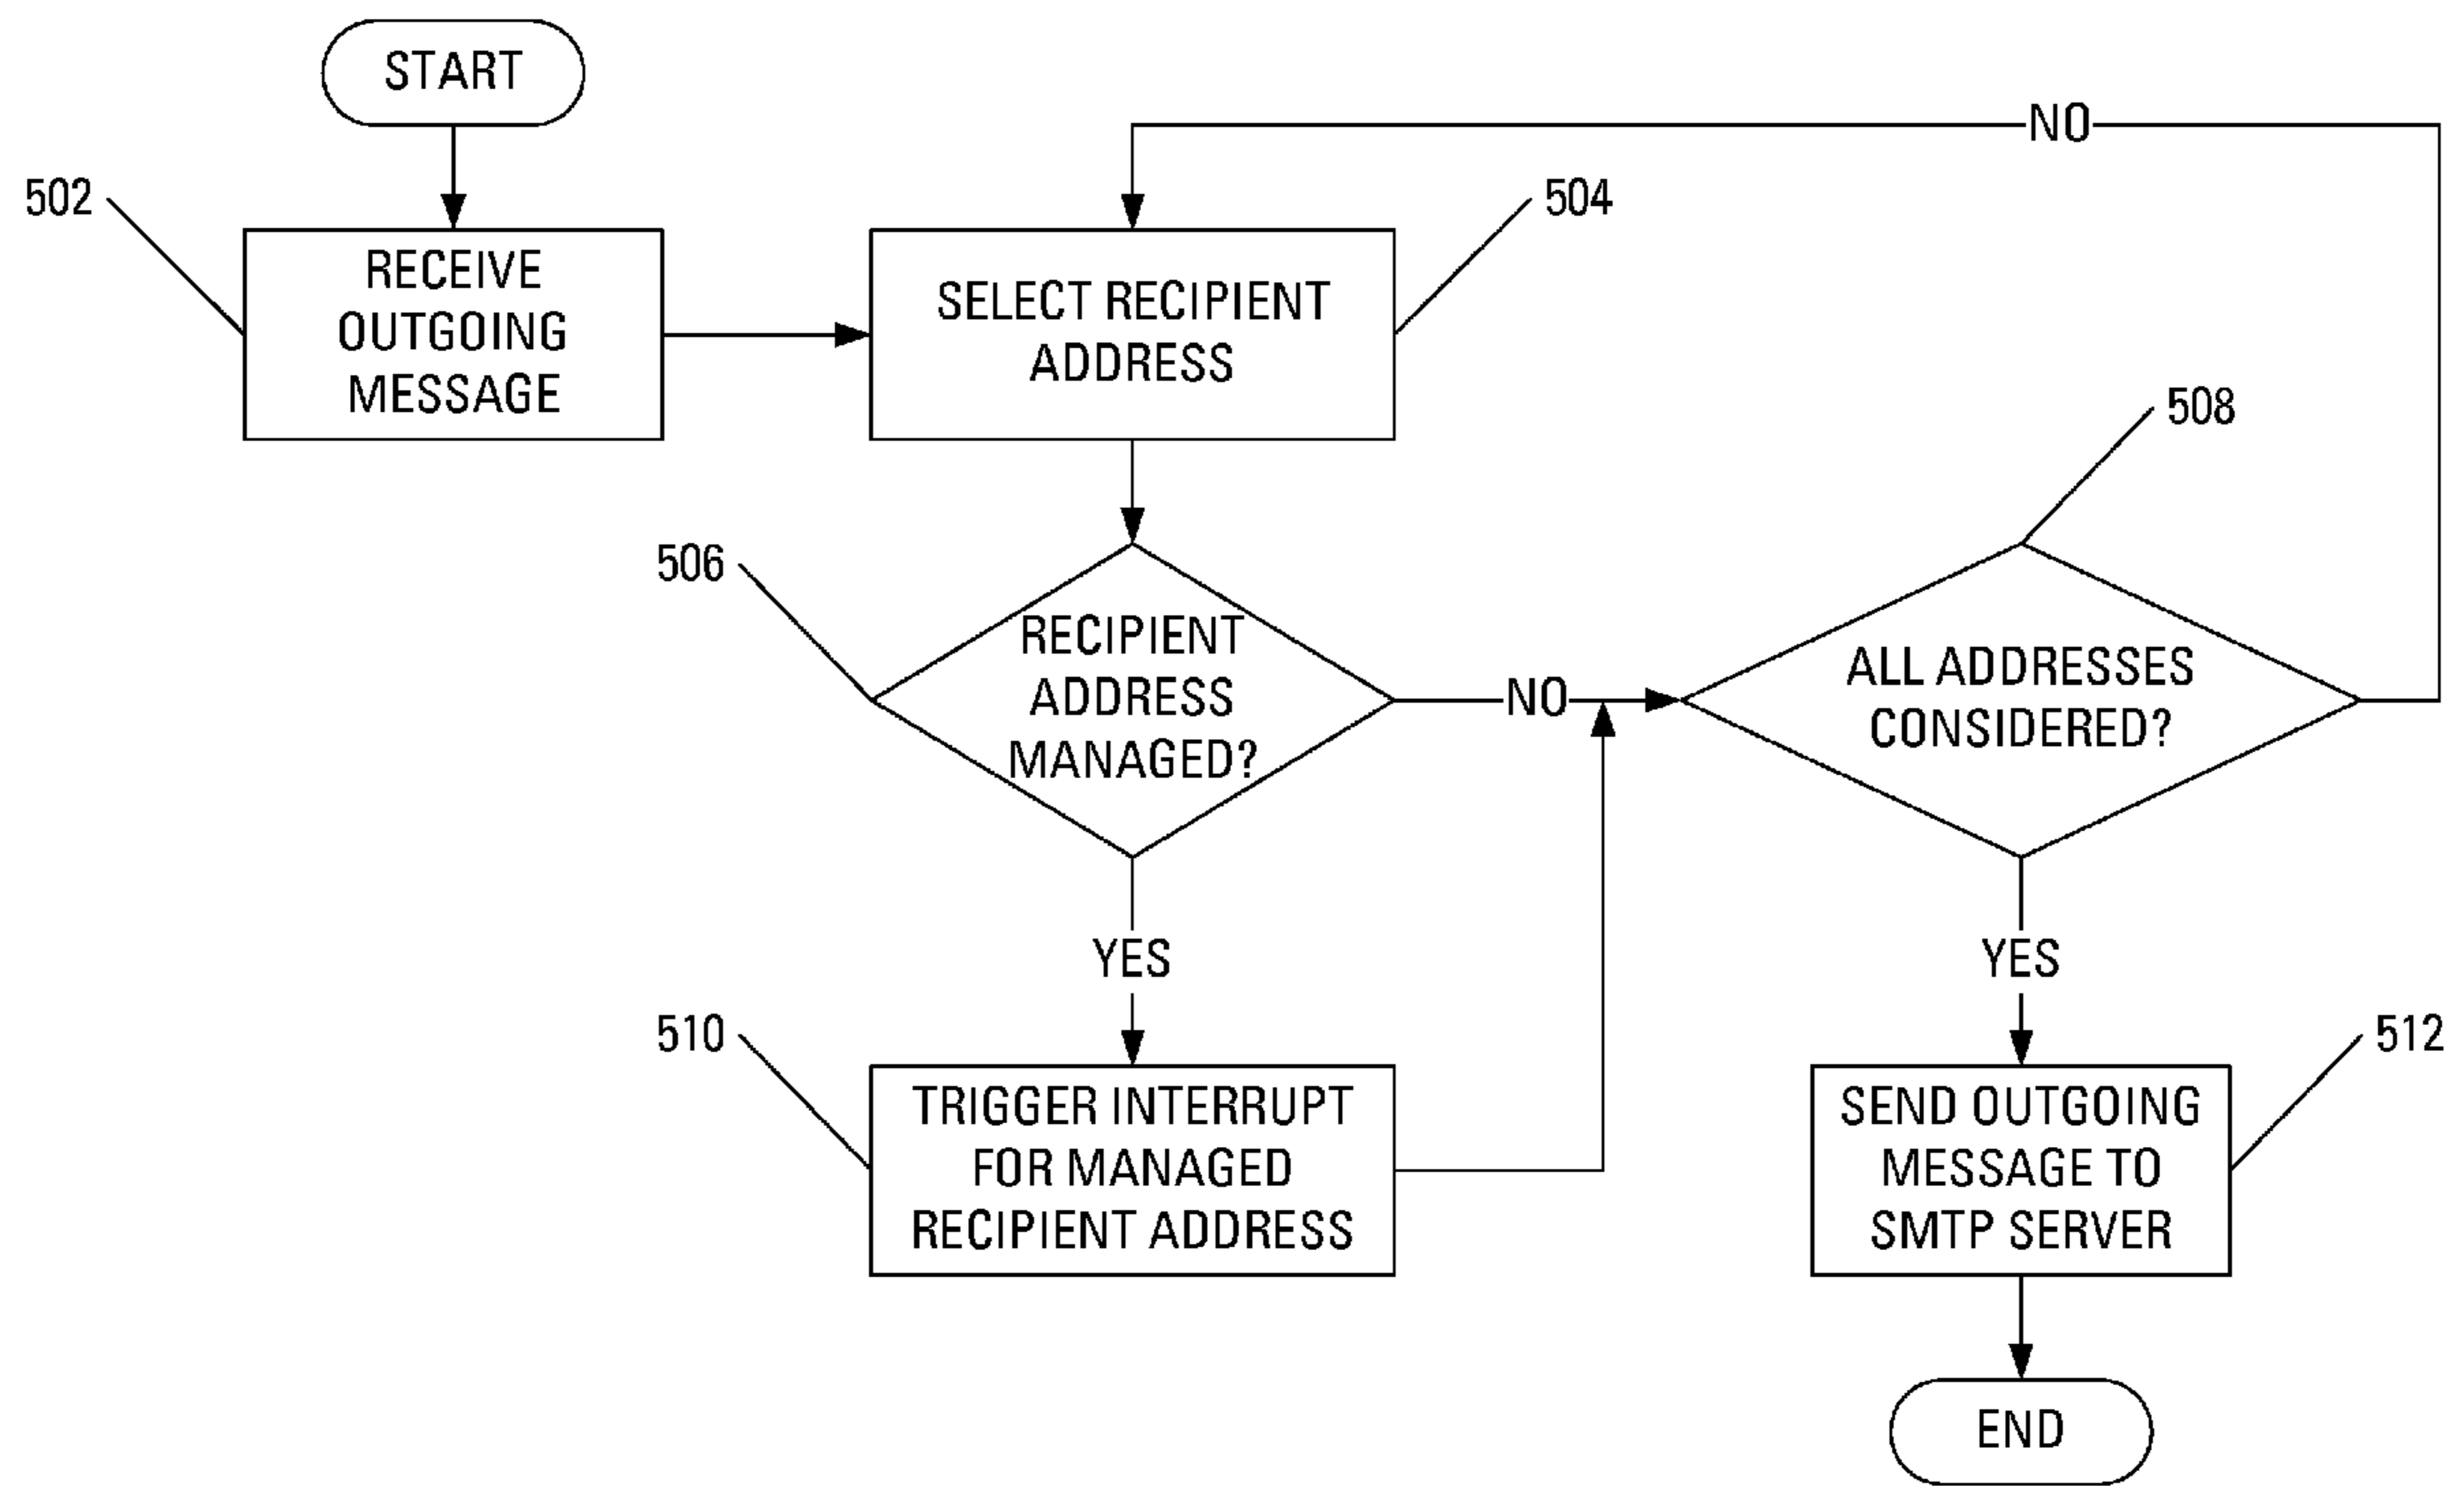 START
NO
502
504
RECEIVE
OUTGOING
MESSAGE
SELECT RECIPIENT
ADDRESS
508
506
RECIPIENT
ADDRESS
MANAGED?
NO
ALL ADDRESSES
CONSIDERED?
YES
YES
510
512
TRIGGER INTERRUPT
FOR MANAGED
RECIPIENT ADDRESS
SEND OUTGOING
MESSAGE TO
SMTP SERVER
END